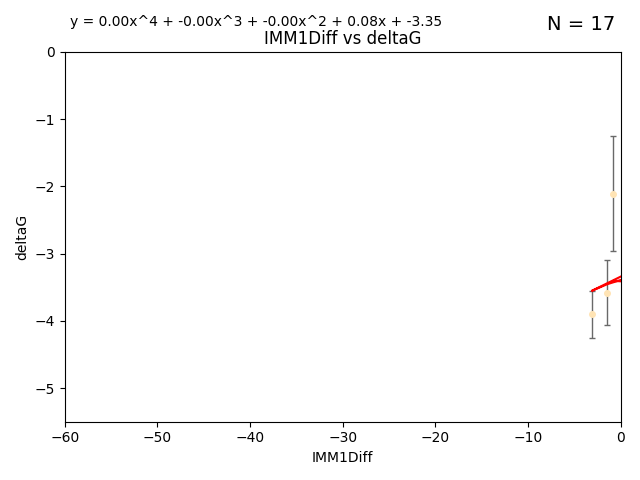 y = 0.00x^4 + -0.00x^3 + -0.00x^2 + 0.08x + -3.35
N = 17
IMM1Diff vs deltaG
0
−1
−2
−3
−4
−5
deltaG
−60 −50 −40 −30 −20 −10 0
IMM1Diff